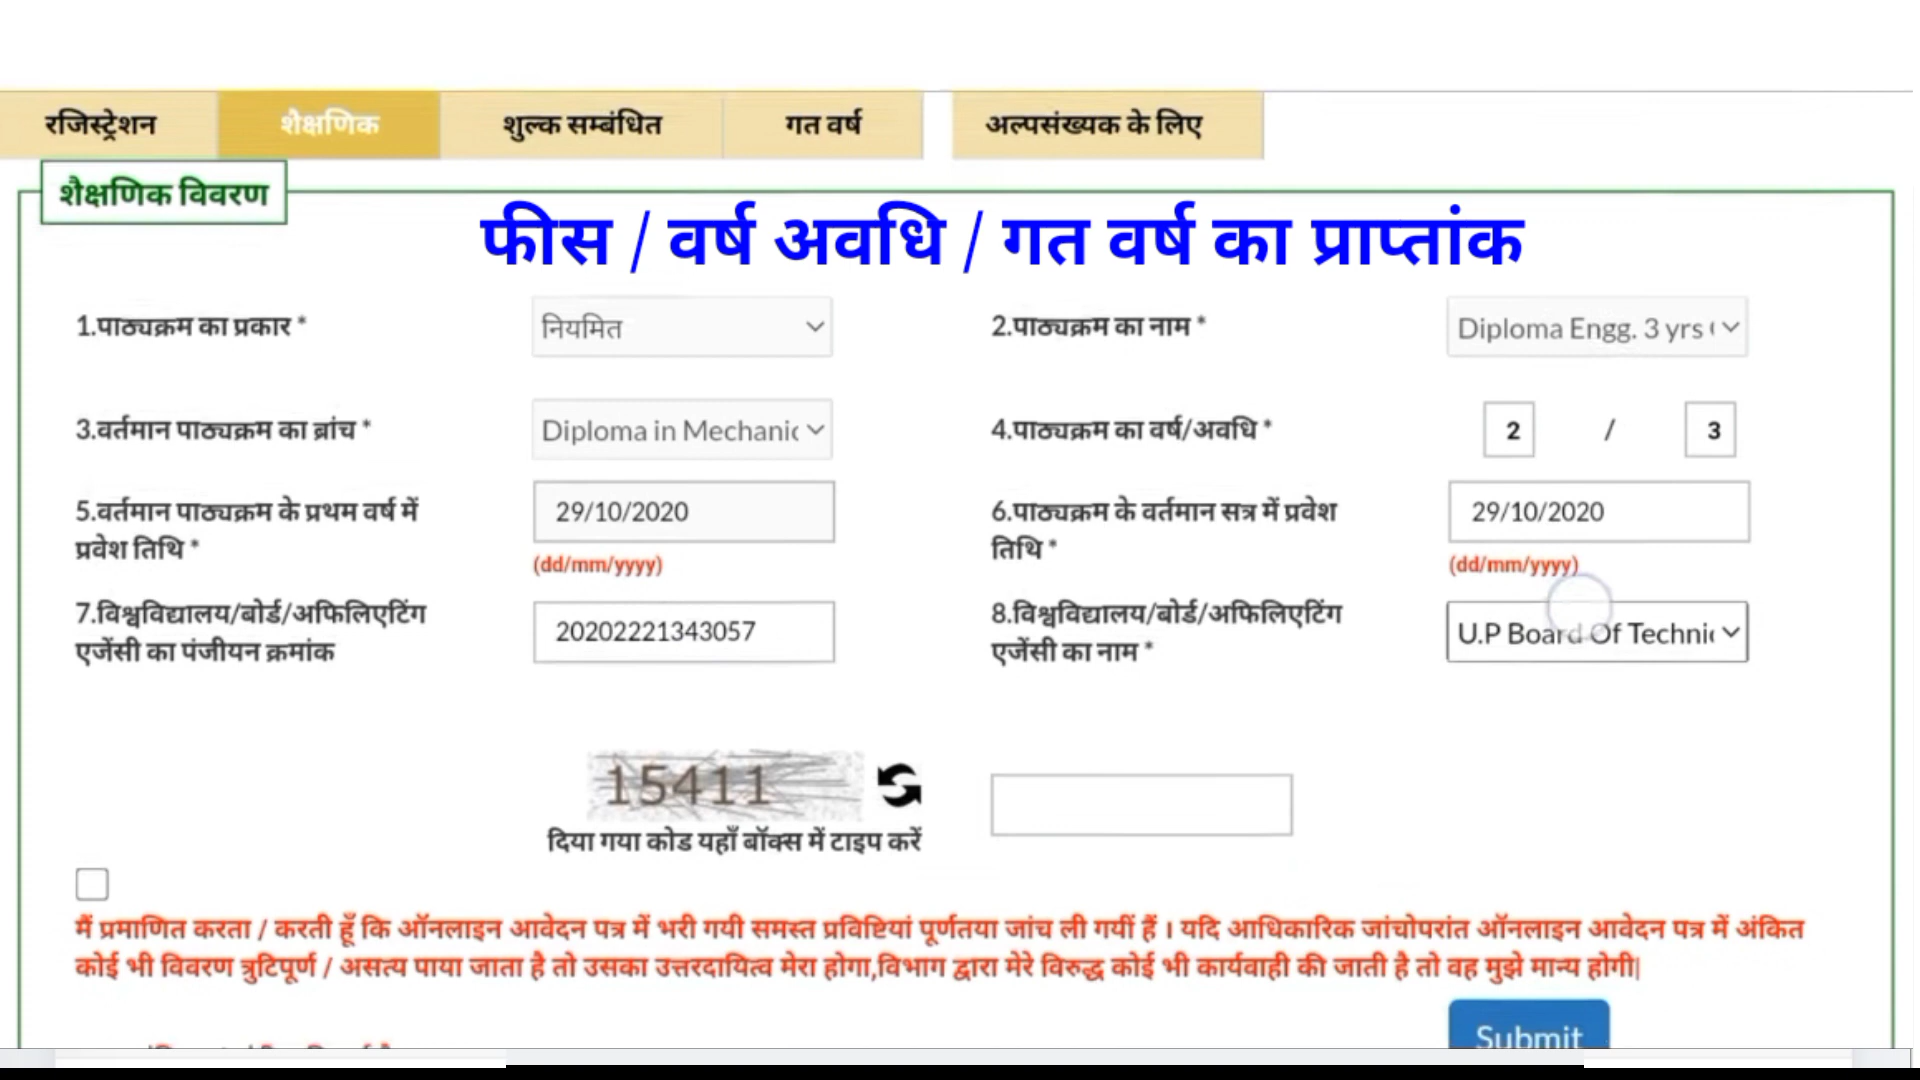 रजिस्ट्रेशन
शैक्षणिक
शुल्क सम्बंधित
गत वर्ष
अल्पसंख्यक के लिए
शैक्षणिक विवरण
फीस / वर्ष अवधि / गत वर्ष का प्राप्तांक
1.पाठ्यक्रम का प्रकार *
नियमित
2.पाठ्यक्रम का नाम *
Diploma Engg. 3 yrs
3.वर्तमान पाठ्यक्रम का ब्रांच *
Diploma in Mechanic
4.पाठ्यक्रम का वर्ष/अवधि *
2 / 3
5.वर्तमान पाठ्यक्रम के प्रथम वर्ष में
प्रवेश तिथि *
29/10/2020
(dd/mm/yyyy)
6.पाठ्यक्रम के वर्तमान सत्र में प्रवेश
तिथि *
29/10/2020
(dd/mm/yyyy)
7.विश्वविद्यालय/बोर्ड/अफिलिएटिंग
एजेंसी का पंजीयन क्रमांक
20202221343057
8.विश्वविद्यालय/बोर्ड/अफिलिएटिंग
एजेंसी का नाम *
U.P Board Of Technic
15411
दिया गया कोड यहाँ बॉक्स में टाइप करें
मैं प्रमाणित करता / करती हूँ कि ऑनलाइन आवेदन पत्र में भरी गयी समस्त प्रविष्टियां पूर्णतया जांच ली गयीं हैं । यदि आधिकारिक जांचोपरांत ऑनलाइन आवेदन पत्र में अंकित
कोई भी विवरण त्रुटिपूर्ण / असत्य पाया जाता है तो उसका उत्तरदायित्व मेरा होगा,विभाग द्वारा मेरे विरुद्ध कोई भी कार्यवाही की जाती है तो वह मुझे मान्य होगी|
Submit